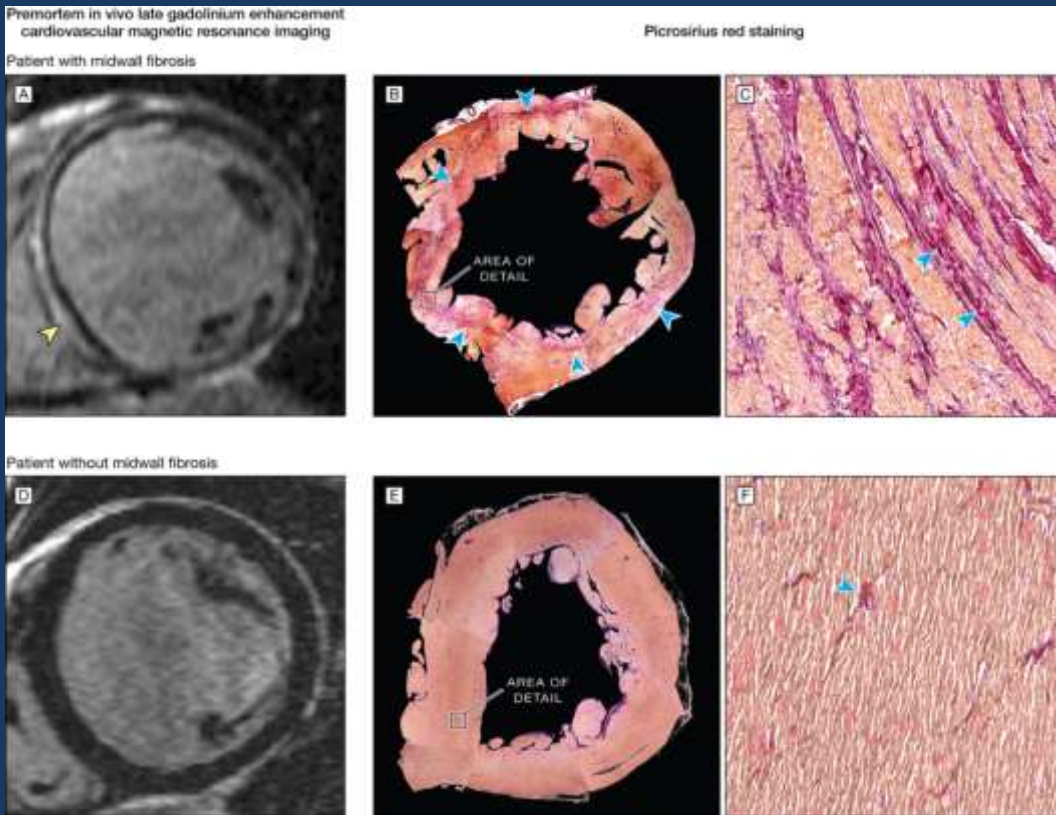 Premortem in vivo late gadolinium enhancement
cardiovascular magnetic resonance imaging
Picrosirius red staining
Patient with midwall fibrosis
A
B
C
AREA OF
DETAIL
Patient without midwall fibrosis
D
E
F
AREA OF
DETAIL